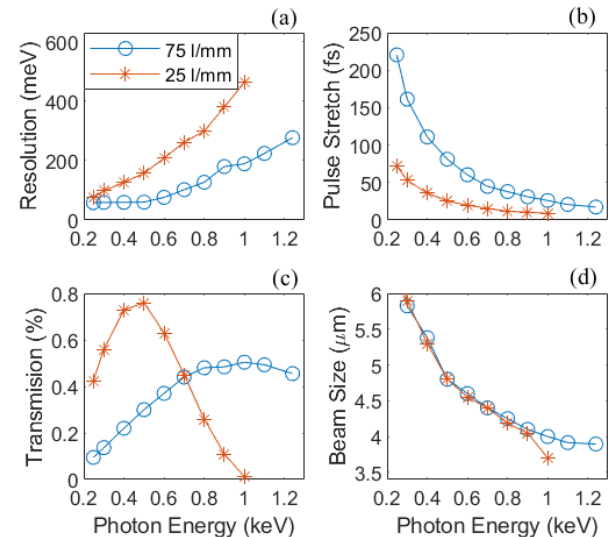 (a)
600
400
200
0
Resolution (meV)
75 l/mm
25 l/mm
0.2 0.4 0.6 0.8 1 1.2
(b)
250
200
150
100
50
0
Pulse Stretch (fs)
0.2 0.4 0.6 0.8 1 1.2
(c)
0.8
0.6
0.4
0.2
0
Transmision (%)
0.2 0.4 0.6 0.8 1 1.2
Photon Energy (keV)
(d)
6
5.5
5
4.5
4
3.5
Beam Size (μm)
0.2 0.4 0.6 0.8 1 1.2
Photon Energy (keV)